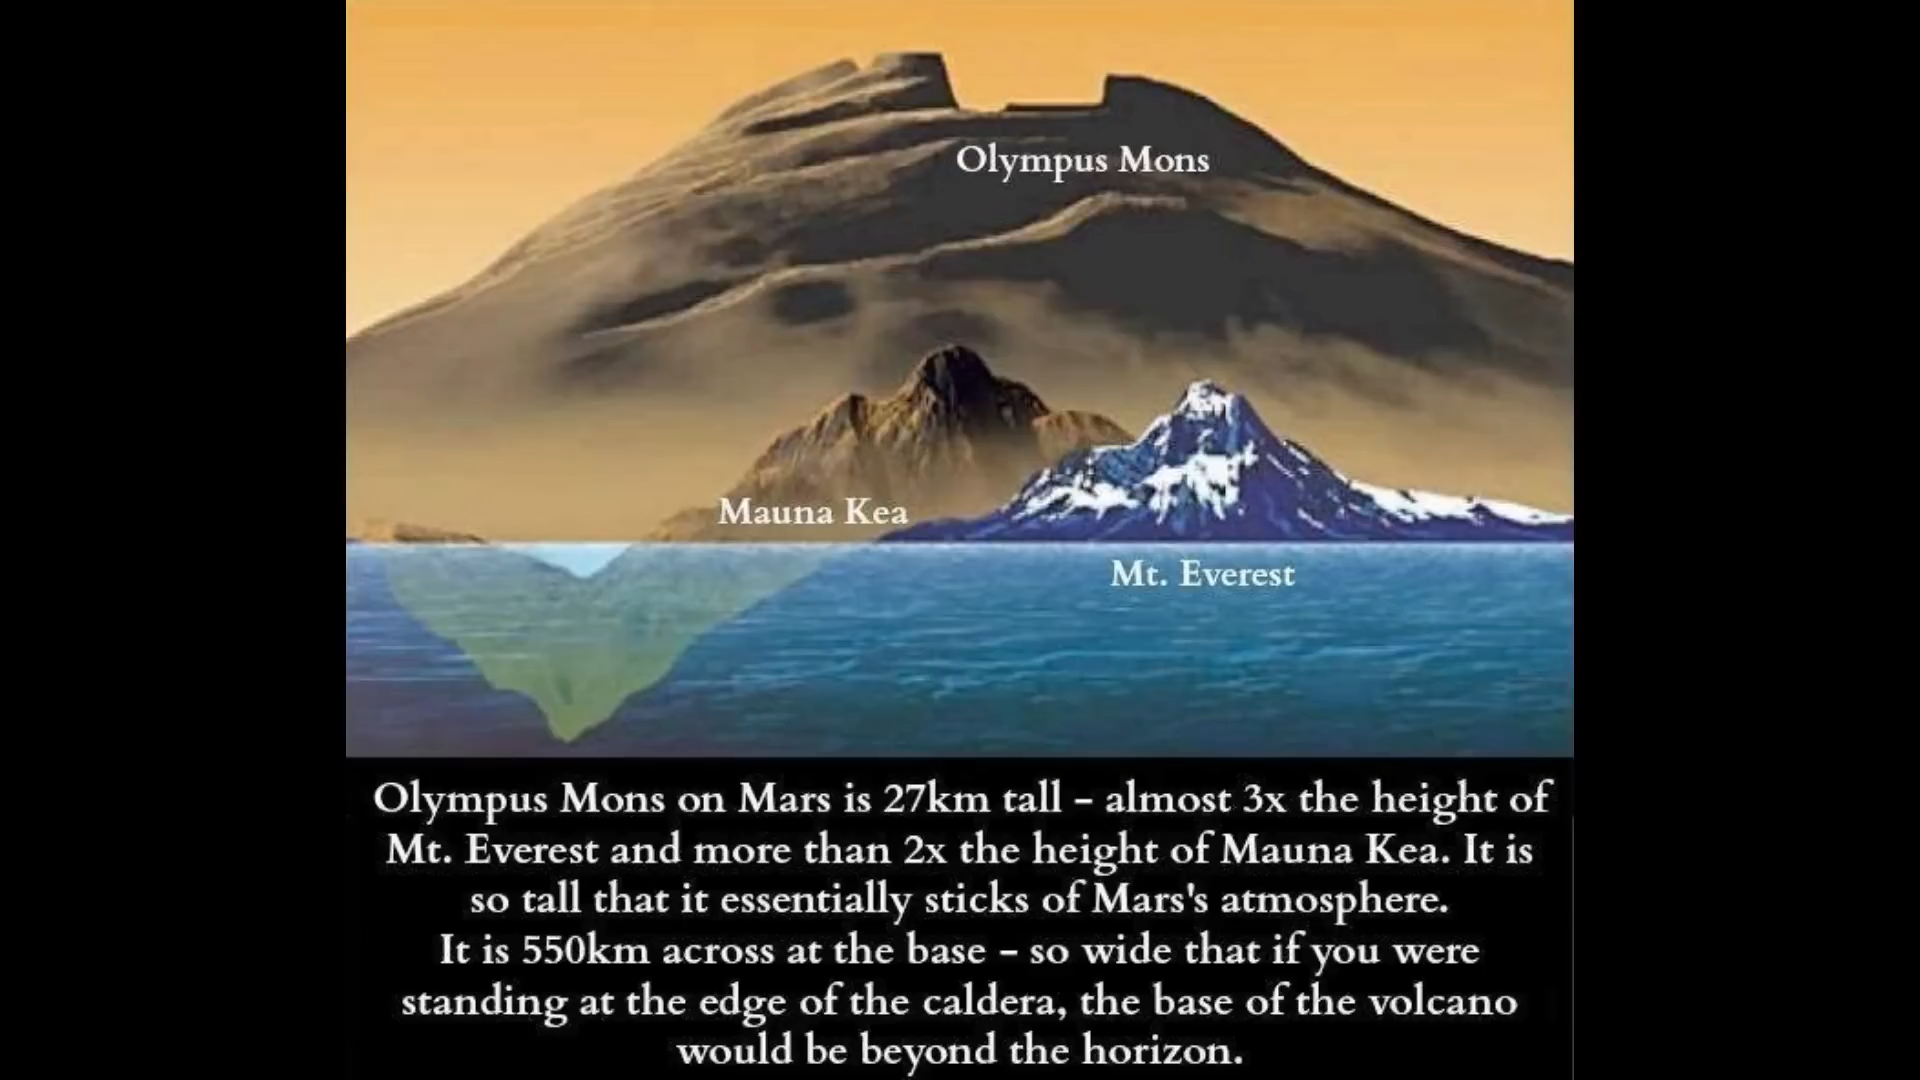 Olympus Mons
Mauna Kea
Mt. Everest
Olympus Mons on Mars is 27km tall - almost 3x the height of
Mt. Everest and more than 2x the height of Mauna Kea. It is
so tall that it essentially sticks of Mars's atmosphere.
It is 550km across at the base - so wide that if you were
standing at the edge of the caldera, the base of the volcano
would be beyond the horizon.